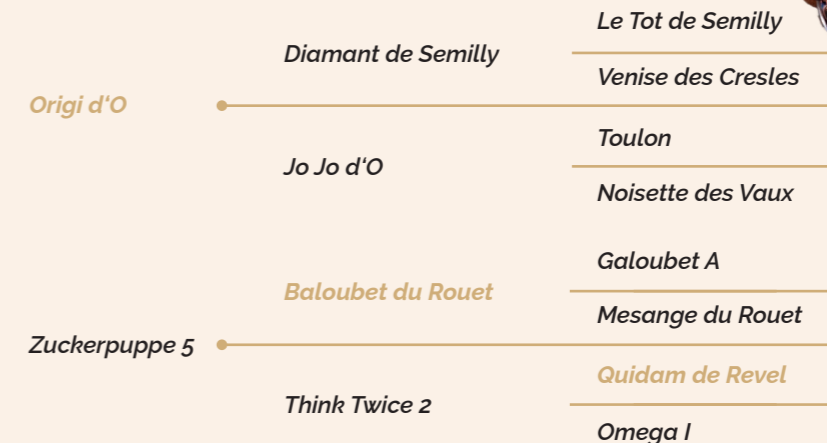 Le Tot de Semilly
Diamant de Semilly
Venise des Cresles
Origi d'O
Toulon
Jo Jo d'O
Noisette des Vaux
Galoubet A
Baloubet du Rouet
Mesange du Rouet
Zuckerpuppe 5
Quidam de Revel
Think Twice 2
Omega I